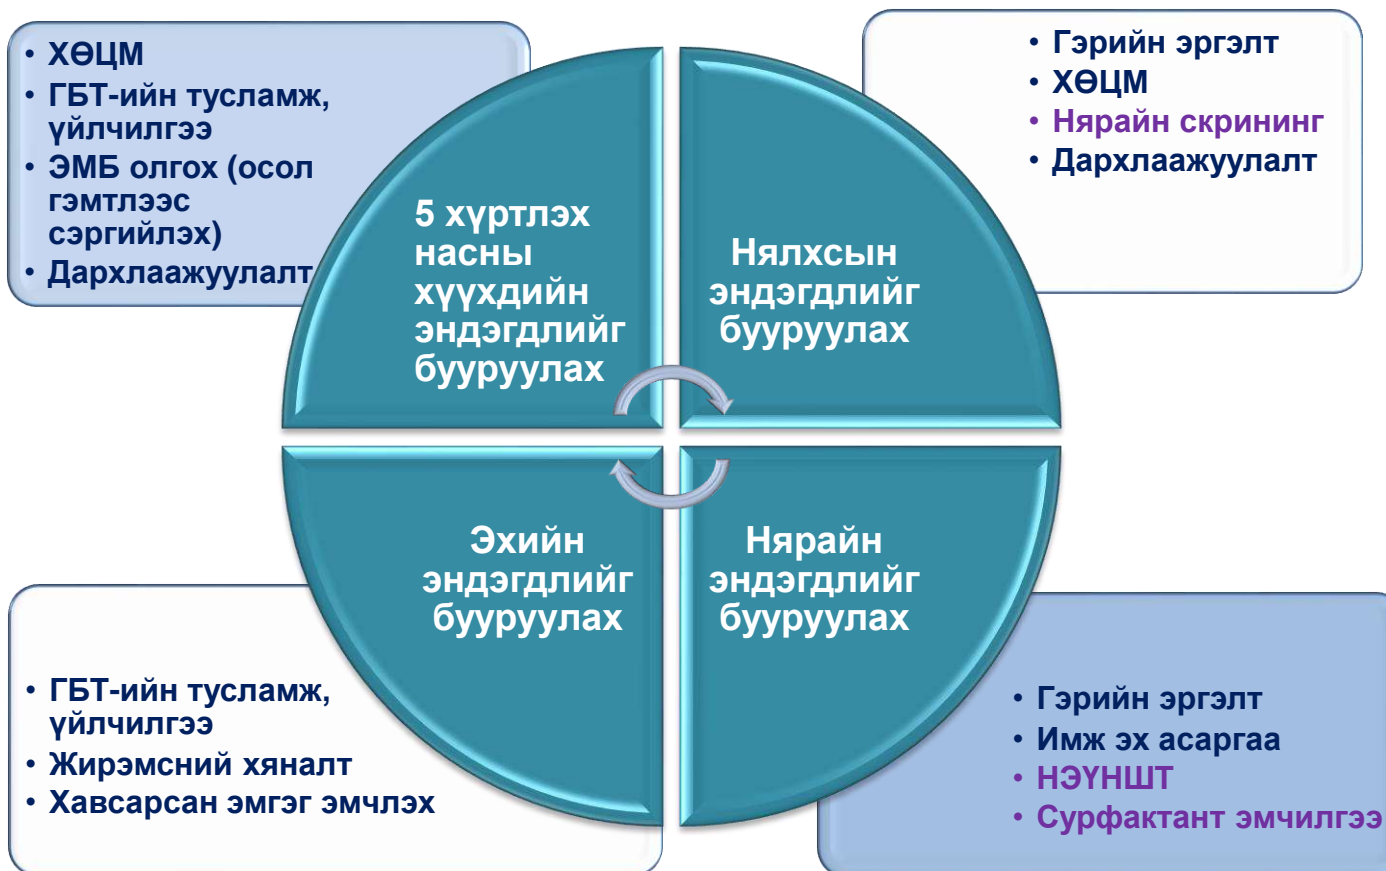 • ХӨЦМ
• ГБТ-ийн тусламж,
үйлчилгээ
• ЭМБ олгох (осол
гэмтлээс
сэргийлэх)
• Дархлаажуулалт
• Гэрийн эргэлт
• ХӨЦМ
• Нярайн скрининг
• Дархлаажуулалт
5 хүртлэх
насны
хүүхдийн
эндэгдлийг
бууруулах
Нялхсын
эндэгдлийг
бууруулах
Эхийн
эндэгдлийг
бууруулах
Нярайн
эндэгдлийг
бууруулах
• ГБТ-ийн тусламж,
үйлчилгээ
• Жирэмсний хяналт
• Хавсарсан эмгэг эмчлэх
• Гэрийн эргэлт
• Имж эх асаргаа
• НЭҮНШТ
• Сурфактант эмчилгээ